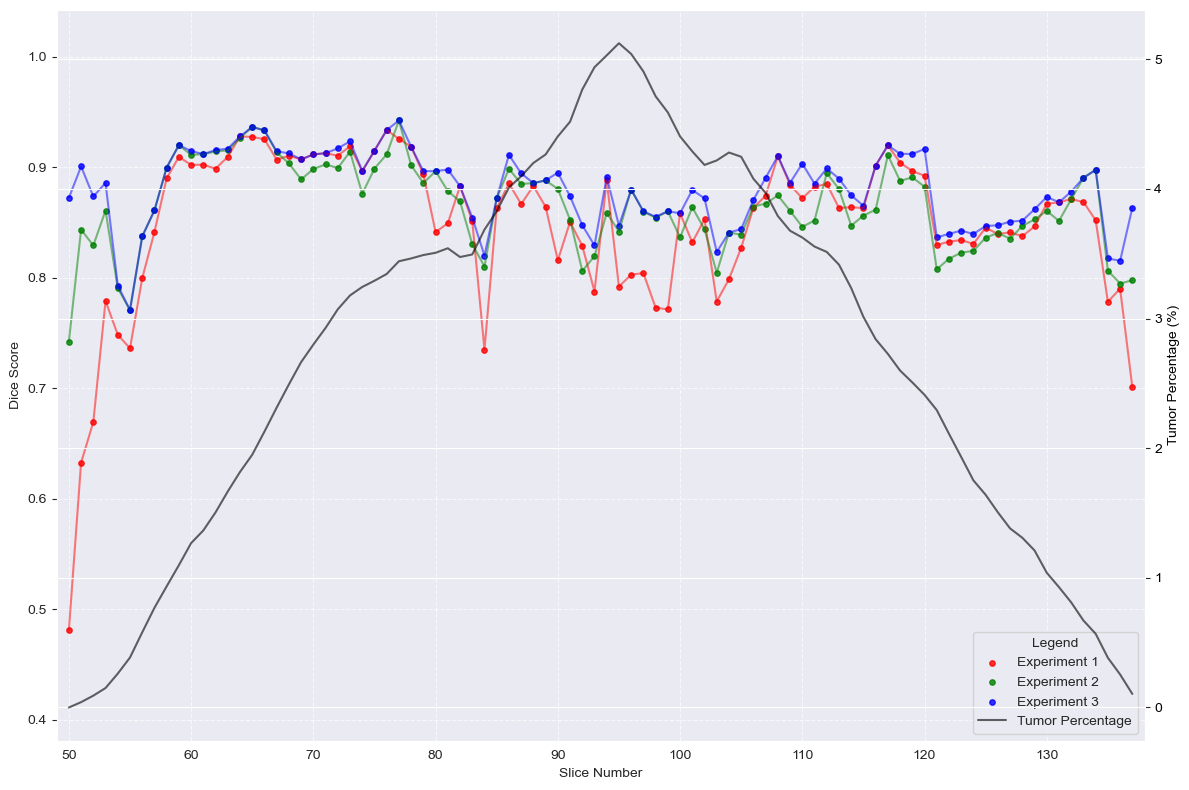 1.0
0.9
0.8
0.7
0.6
0.5
0.4
Dice Score
5
4
3
2
1
0
Tumor Percentage (%)
50 60 70 80 90 100 110 120 130
Slice Number
Legend
Experiment 1
Experiment 2
Experiment 3
Tumor Percentage